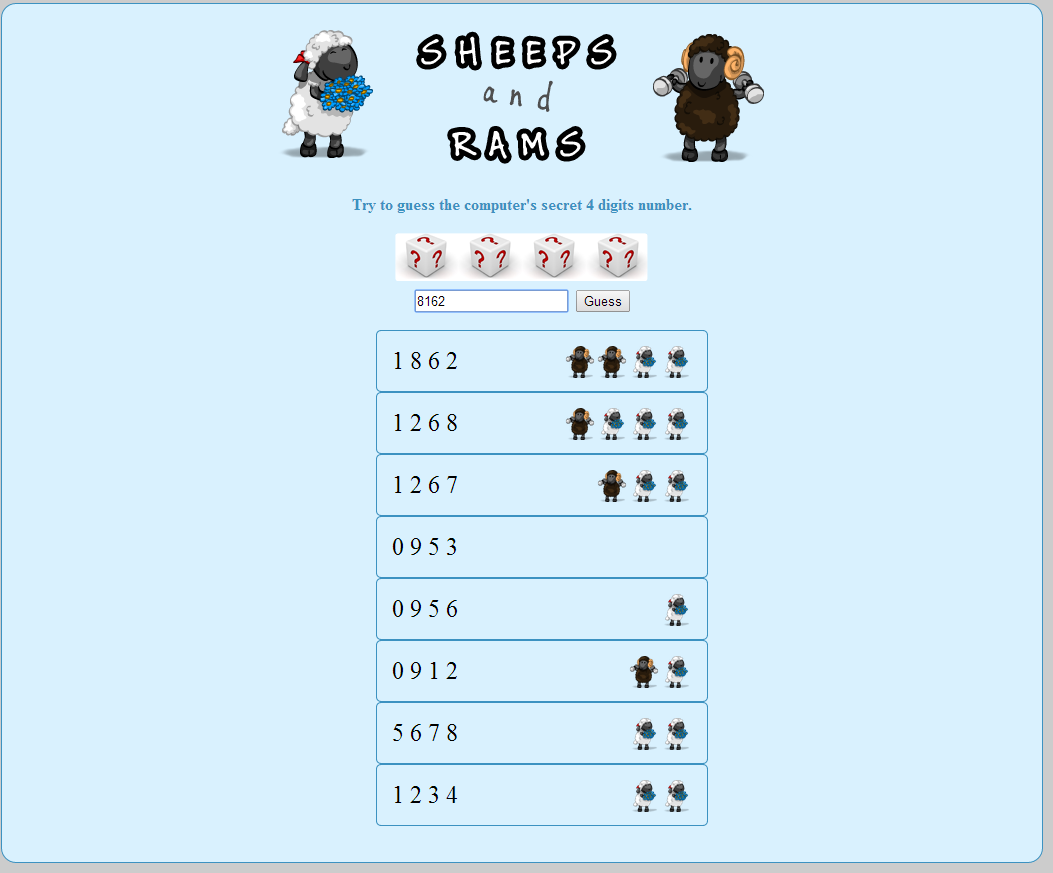 SHEEPS
and
RAMS
Try to guess the computer's secret 4 digits number.
? ? ? ? ? ? ? ? ? ? ? ?
8162 Guess
1 8 6 2
1 2 6 8
1 2 6 7
0 9 5 3
0 9 5 6
0 9 1 2
5 6 7 8
1 2 3 4